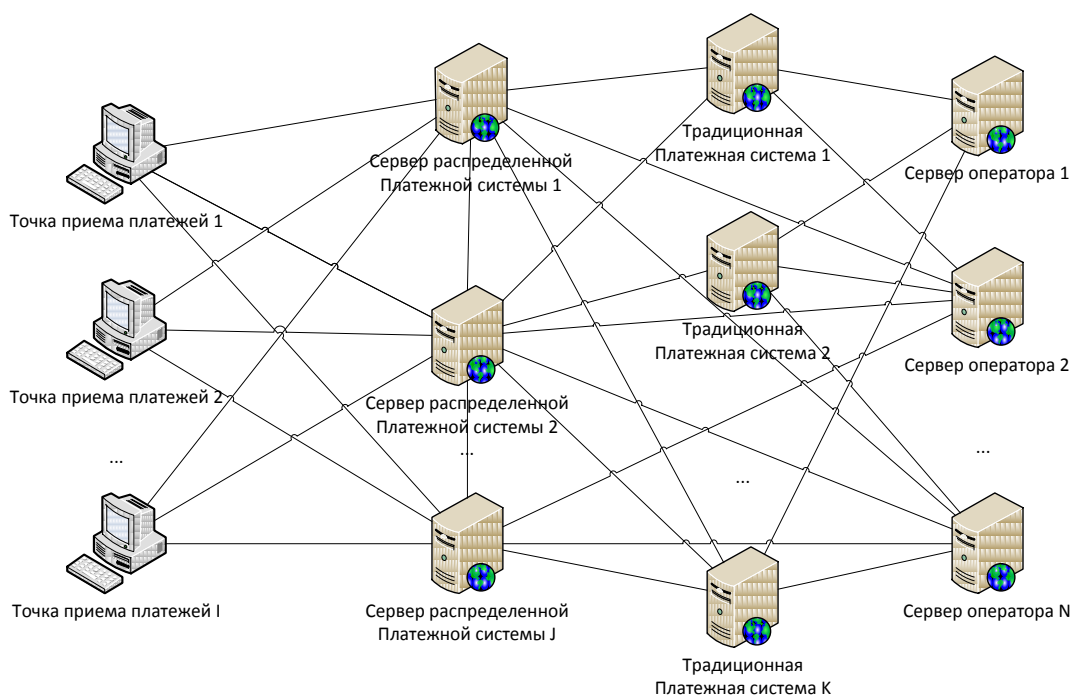 Традиционная
Платежная система 1
Сервер распределенной
Платежной системы 1
Сервер оператора 1
Точка приема платежей 1
Традиционная
Платежная система 2
Сервер оператора 2
Точка приема платежей 2
Сервер распределенной
Платежной системы 2
...
...
...
...
Точка приема платежей I
Сервер распределенной
Платежной системы J
Сервер оператора N
Традиционная
Платежная система K